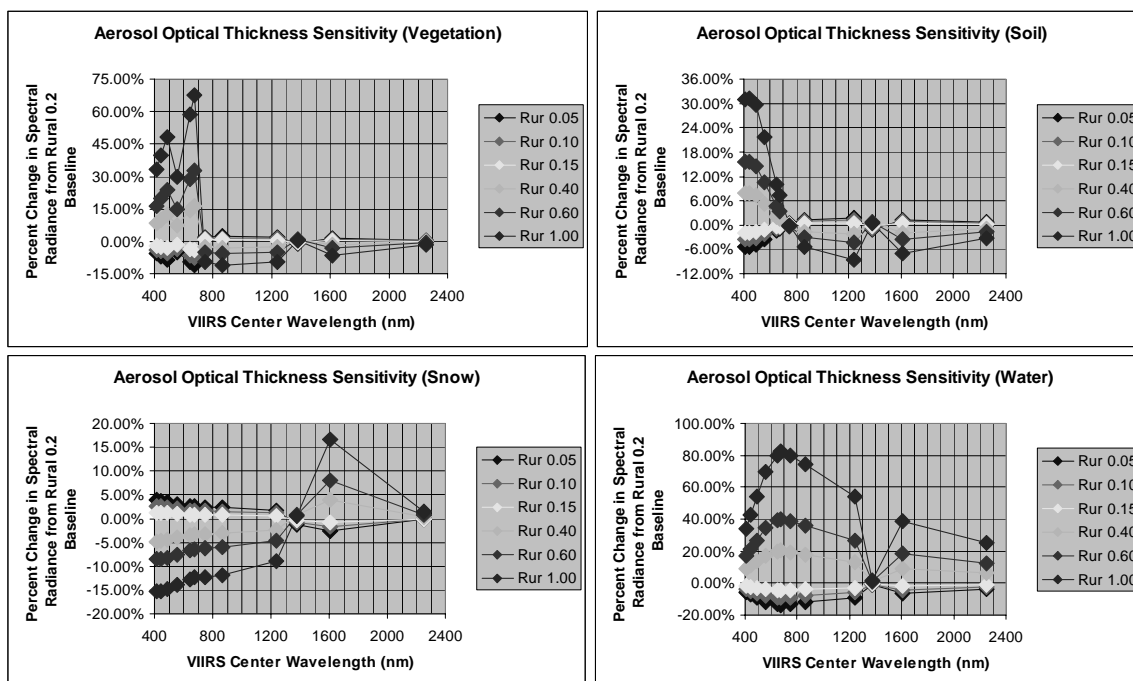 Aerosol Optical Thickness Sensitivity (Vegetation)
Percent Change in Spectral
Radiance from Rural 0.2
Baseline
75.00%
60.00%
45.00%
30.00%
15.00%
0.00%
-15.00%
400 800 1200 1600 2000 2400
VIIRS Center Wavelength (nm)
Rur 0.05
Rur 0.10
Rur 0.15
Rur 0.40
Rur 0.60
Rur 1.00
Aerosol Optical Thickness Sensitivity (Soil)
Percent Change in Spectral
Radiance from Rural 0.2
Baseline
36.00%
30.00%
24.00%
18.00%
12.00%
6.00%
0.00%
-6.00%
-12.00%
400 800 1200 1600 2000 2400
VIIRS Center Wavelength (nm)
Rur 0.05
Rur 0.10
Rur 0.15
Rur 0.40
Rur 0.60
Rur 1.00
Aerosol Optical Thickness Sensitivity (Snow)
Percent Change in Spectral
Radiance from Rural 0.2
Baseline
20.00%
15.00%
10.00%
5.00%
0.00%
-5.00%
-10.00%
-15.00%
-20.00%
400 800 1200 1600 2000 2400
VIIRS Center Wavelength (nm)
Rur 0.05
Rur 0.10
Rur 0.15
Rur 0.40
Rur 0.60
Rur 1.00
Aerosol Optical Thickness Sensitivity (Water)
Percent Change in Spectral
Radiance from Rural 0.2
Baseline
100.00%
80.00%
60.00%
40.00%
20.00%
0.00%
-20.00%
400 800 1200 1600 2000 2400
VIIRS Center Wavelength (nm)
Rur 0.05
Rur 0.10
Rur 0.15
Rur 0.40
Rur 0.60
Rur 1.00